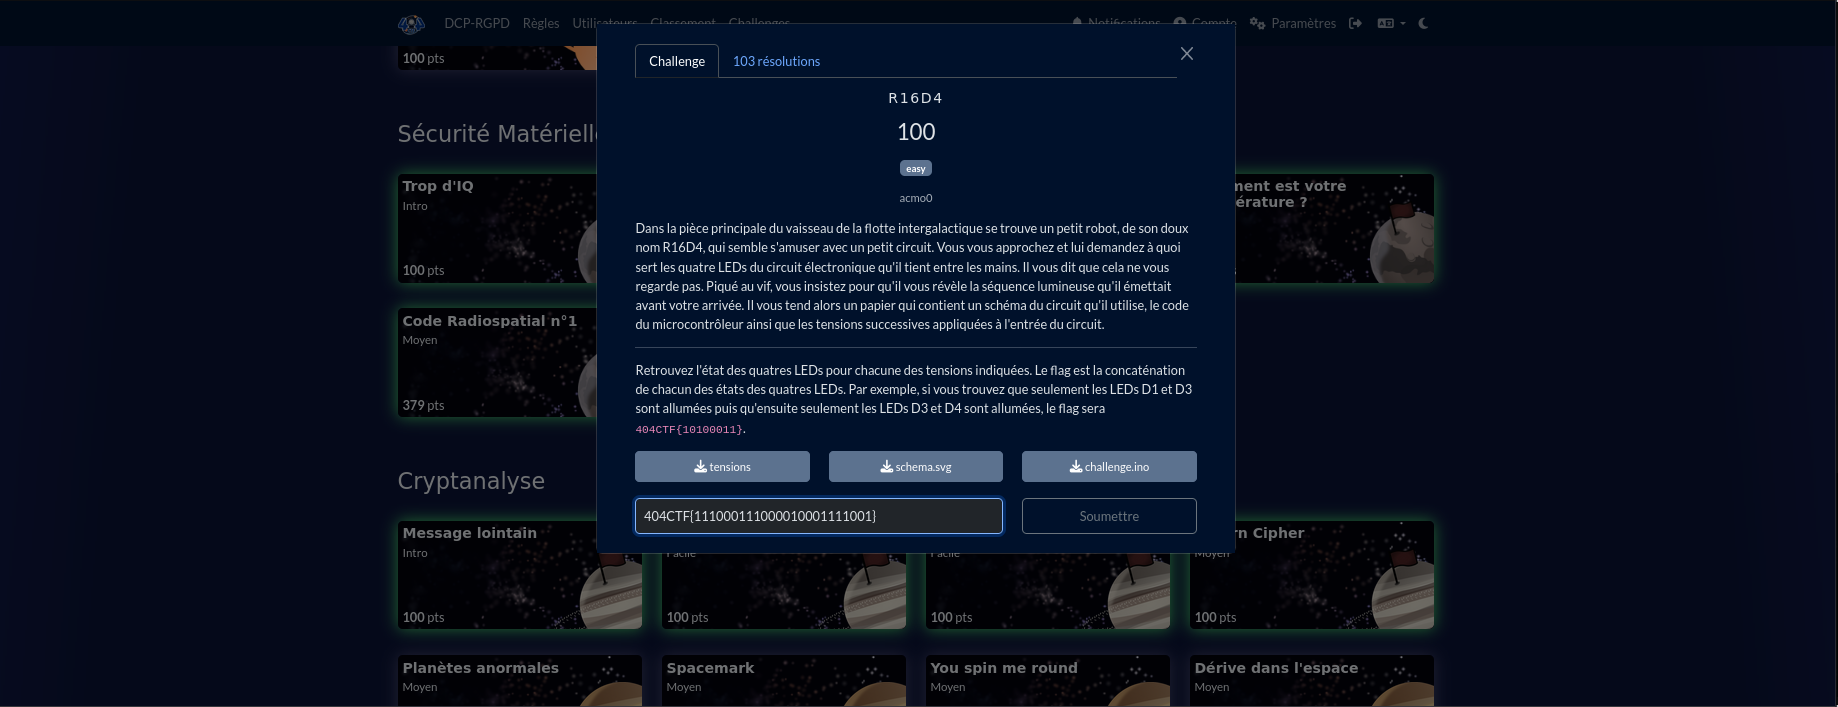 DCP-RGPD Règles Utilisateurs Classement Challenges Notifications Compte Paramètres
100 pts
Challenge
103 résolutions
R16D4
100
easy
acmo0
Dans la pièce principale du vaisseau de la flotte intergalactique se trouve un petit robot, de son doux
nom R16D4, qui semble s'amuser avec un petit circuit. Vous vous approchez et lui demandez à quoi
sert les quatre LEDs du circuit électronique qu'il tient entre les mains. Il vous dit que cela ne vous
regarde pas. Piqué au vif, vous insistez pour qu'il vous révèle la séquence lumineuse qu'il émettait
avant votre arrivée. Il vous tend alors un papier qui contient un schéma du circuit qu'il utilise, le code
du microcontrôleur ainsi que les tensions successives appliquées à l'entrée du circuit.
Retrouvez l'état des quatres LEDs pour chacune des tensions indiquées. Le flag est la concaténation
de chacun des états des quatres LEDs. Par exemple, si vous trouvez que seulement les LEDs D1 et D3
sont allumées puis qu'ensuite seulement les LEDs D3 et D4 sont allumées, le flag sera
404CTF{10100011}.
tensions
schema.svg
challenge.ino
404CTF{111000111000010001111001}
Soumettre
Sécurité Matérielle
Trop d'IQ
Intro
100 pts
ment est votre
érature ?
Code Radiospatial n°1
Moyen
379 pts
Cryptanalyse
Message lointain
Intro
100 pts
Facile
100 pts
Facile
100 pts
rn Cipher
Moyen
100 pts
Planètes anormales
Moyen
Spacemark
Moyen
You spin me round
Moyen
Dérive dans l'espace
Moyen